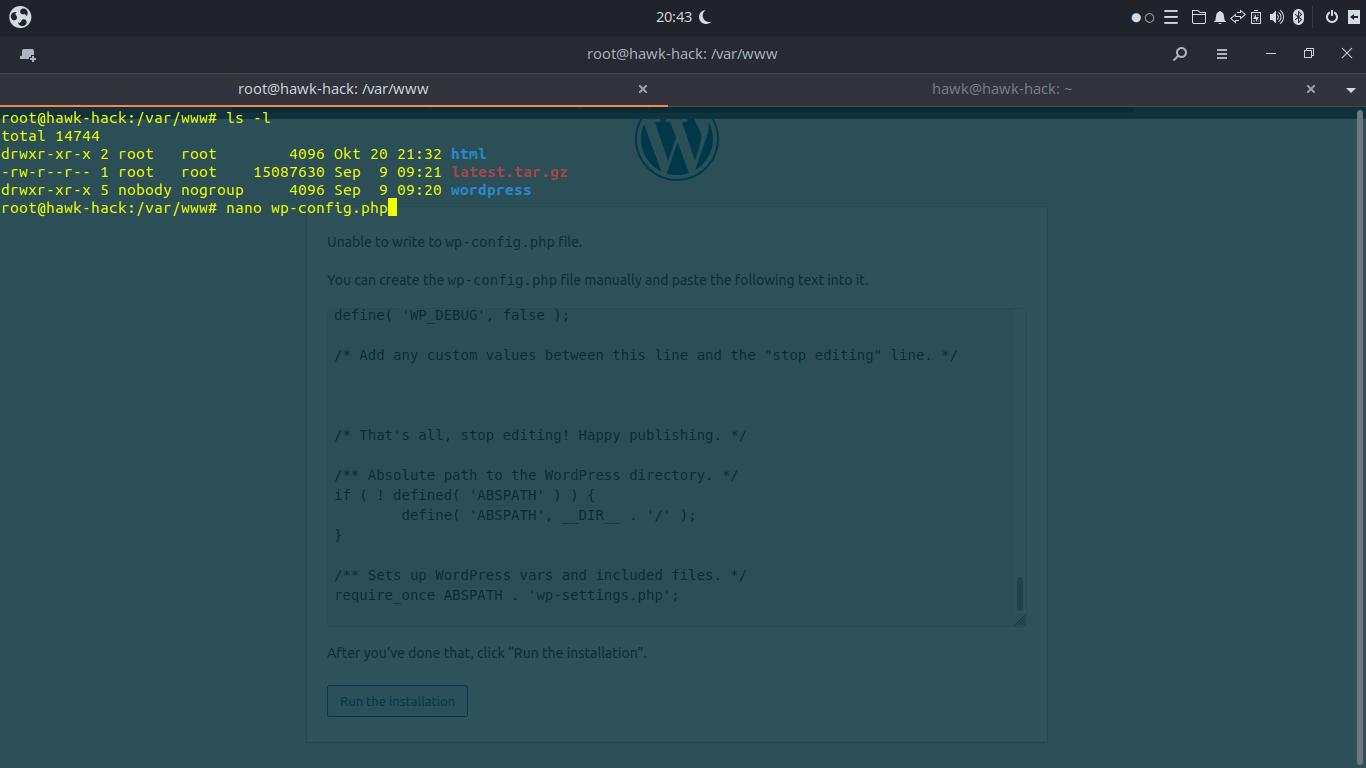 20:43
root@hawk-hack: /var/www
root@hawk-hack: /var/www
hawk@hawk-hack: ~
root@hawk-hack:/var/www# ls -l
total 14744
drwxr-xr-x 2 root   root        4096 Okt 20 21:32 html
-rw-r--r-- 1 root   root    15087630 Sep  9 09:21 latest.tar.gz
drwxr-xr-x 5 nobody nogroup     4096 Sep  9 09:20 wordpress
root@hawk-hack:/var/www# nano wp-config.php
Unable to write to wp-config.php file.
You can create the wp-config.php file manually and paste the following text into it.
define( 'WP_DEBUG', false );
/* Add any custom values between this line and the "stop editing" line. */
/* That's all, stop editing! Happy publishing. */
/** Absolute path to the WordPress directory. */
if ( ! defined( 'ABSPATH' ) ) {
        define( 'ABSPATH', __DIR__ . '/' );
}
/** Sets up WordPress vars and included files. */
require_once ABSPATH . 'wp-settings.php';
After you've done that, click “Run the installation”.
Run the installation